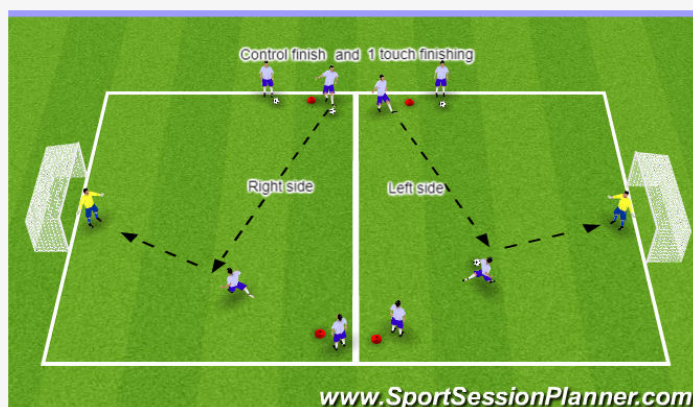 Control finish and 1 touch finishing
Right side
Left side
www.SportSessionPlanner.com